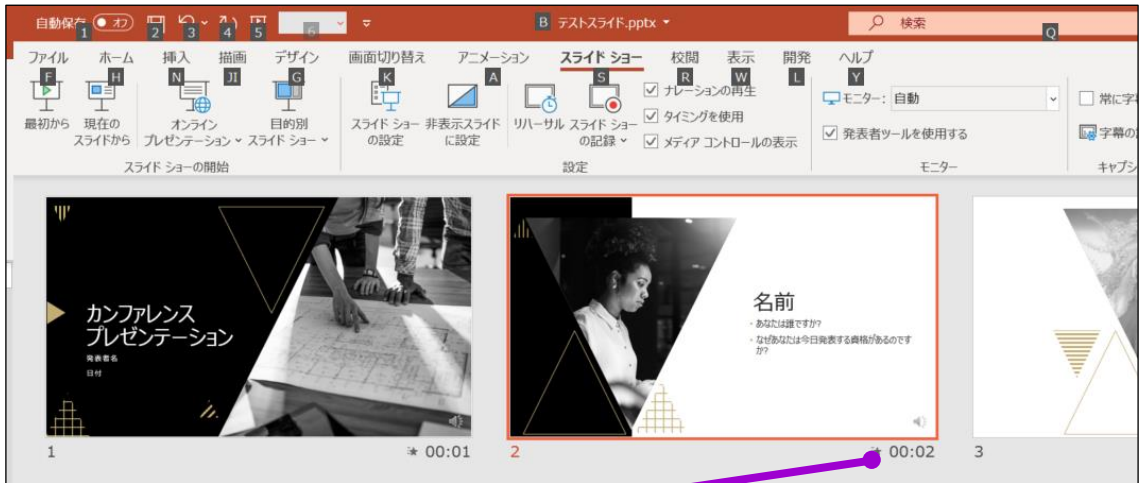 自動保存 オフ
1 2 3 4 5 6
B テストスライド.pptx
検索
Q
ファイル ホーム 挿入 描画 デザイン 画面切り替え アニメーション スライド ショー 校閲 表示 開発 ヘルプ
F H N JI G K A S R W L Y
最初から 現在の
スライドから
オンライン
プレゼンテーション
目的別
スライド ショー
スライド ショー
の設定
非表示スライド
に設定
リハーサル
スライド ショー
の記録
ナレーションの再生
タイミングを使用
メディア コントロールの表示
モニター: 自動
発表者ツールを使用する
常に字
字幕の
スライド ショーの開始
設定
モニター
キャプシ
カンファレンス
プレゼンテーション
発表者名
日付
名前
・あなたは誰ですか?
・なぜあなたは今日発表する資格があるのです
か?
1 00:01
2 00:02
3